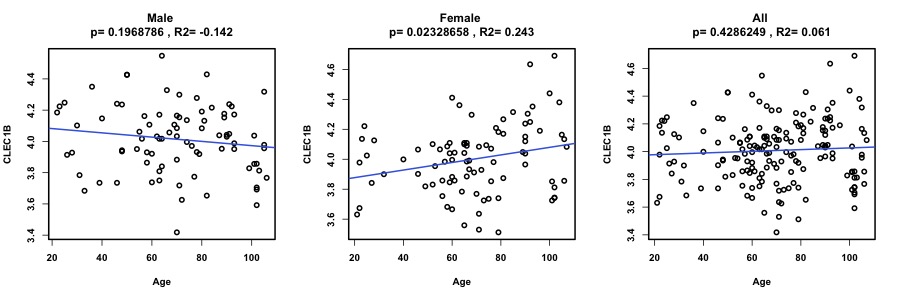 Male
p= 0.1968786 , R2= -0.142
CLEC1B
3.4 3.6 3.8 4.0 4.2 4.4
20 40 60 80 100
Age
Female
p= 0.02328658 , R2= 0.243
CLEC1B
3.6 3.8 4.0 4.2 4.4 4.6
20 40 60 80 100
Age
All
p= 0.4286249 , R2= 0.061
CLEC1B
3.4 3.6 3.8 4.0 4.2 4.4 4.6
20 40 60 80 100
Age